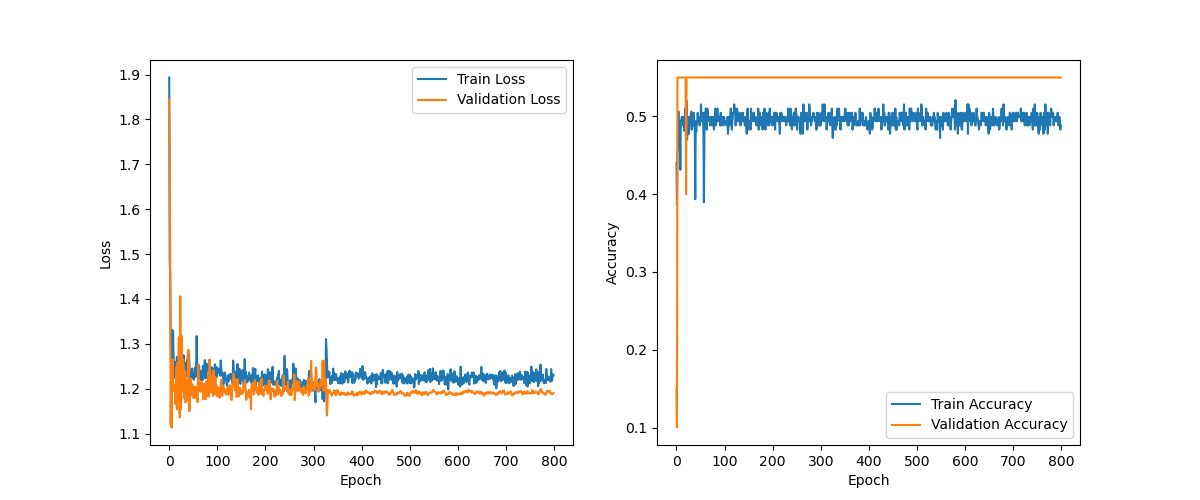 1.9
1.8
1.7
1.6
1.5
1.4
1.3
1.2
1.1
Loss
0 100 200 300 400 500 600 700 800
Epoch
Train Loss
Validation Loss
0.5
0.4
0.3
0.2
0.1
Accuracy
0 100 200 300 400 500 600 700 800
Epoch
Train Accuracy
Validation Accuracy